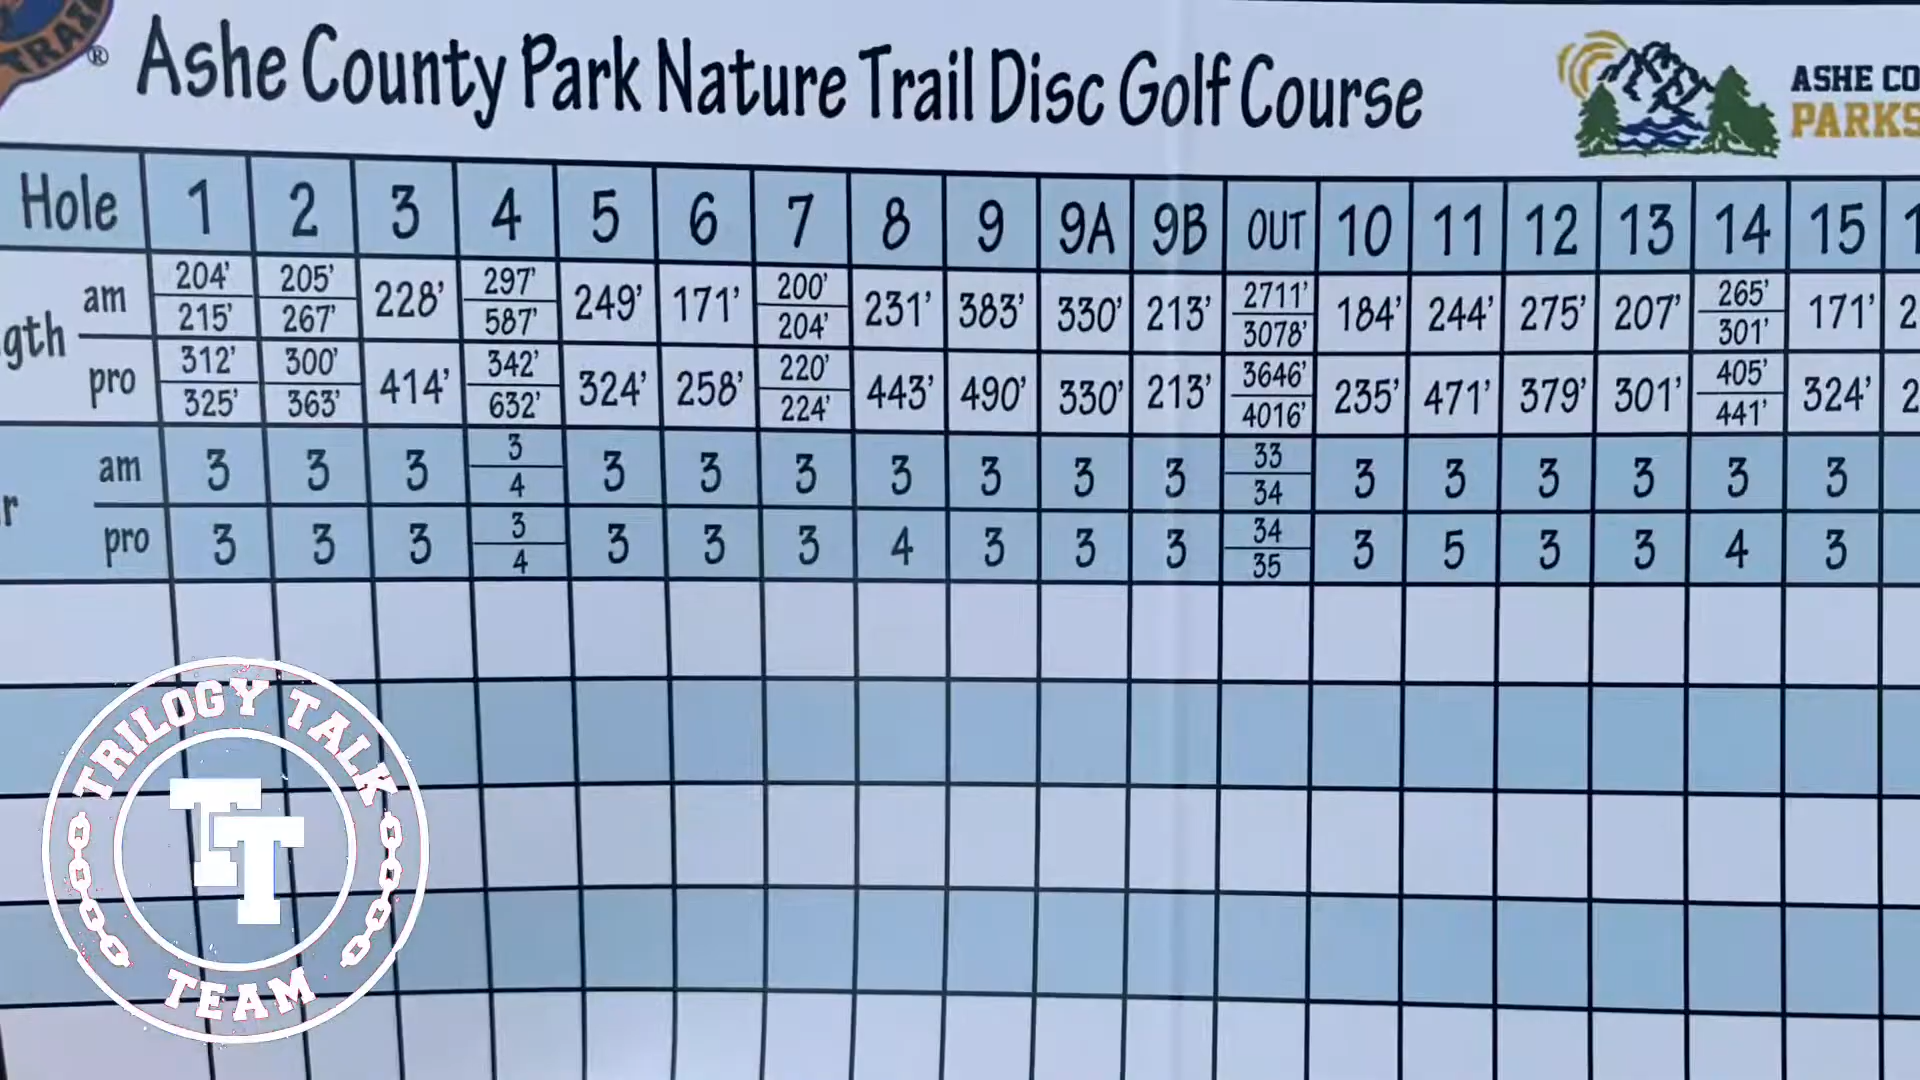 TRAIL
®
Ashe County Park Nature Trail Disc Golf Course
ASHE CO
PARKS
Hole 1 2 3 4 5 6 7 8 9 9A 9B OUT 10 11 12 13 14 15 1
gth
am 204' 205' 228' 297' 249' 171' 200' 231' 383' 330' 213' 2711' 184' 244' 275' 207' 265' 171' 2
215' 267' 587' 204' 3078' 301'
pro 312' 300' 414' 342' 324' 258' 220' 443' 490' 330' 213' 3646' 235' 471' 379' 301' 405' 324' 2
325' 363' 632' 224' 4016' 441'
r
am 3 3 3 3 3 3 3 3 3 3 3 33 3 3 3 3 3 3
4 34
pro 3 3 3 3 3 3 3 4 3 3 3 34 3 5 3 3 4 3
4 35
TRILOGY TALK
TT
TEAM